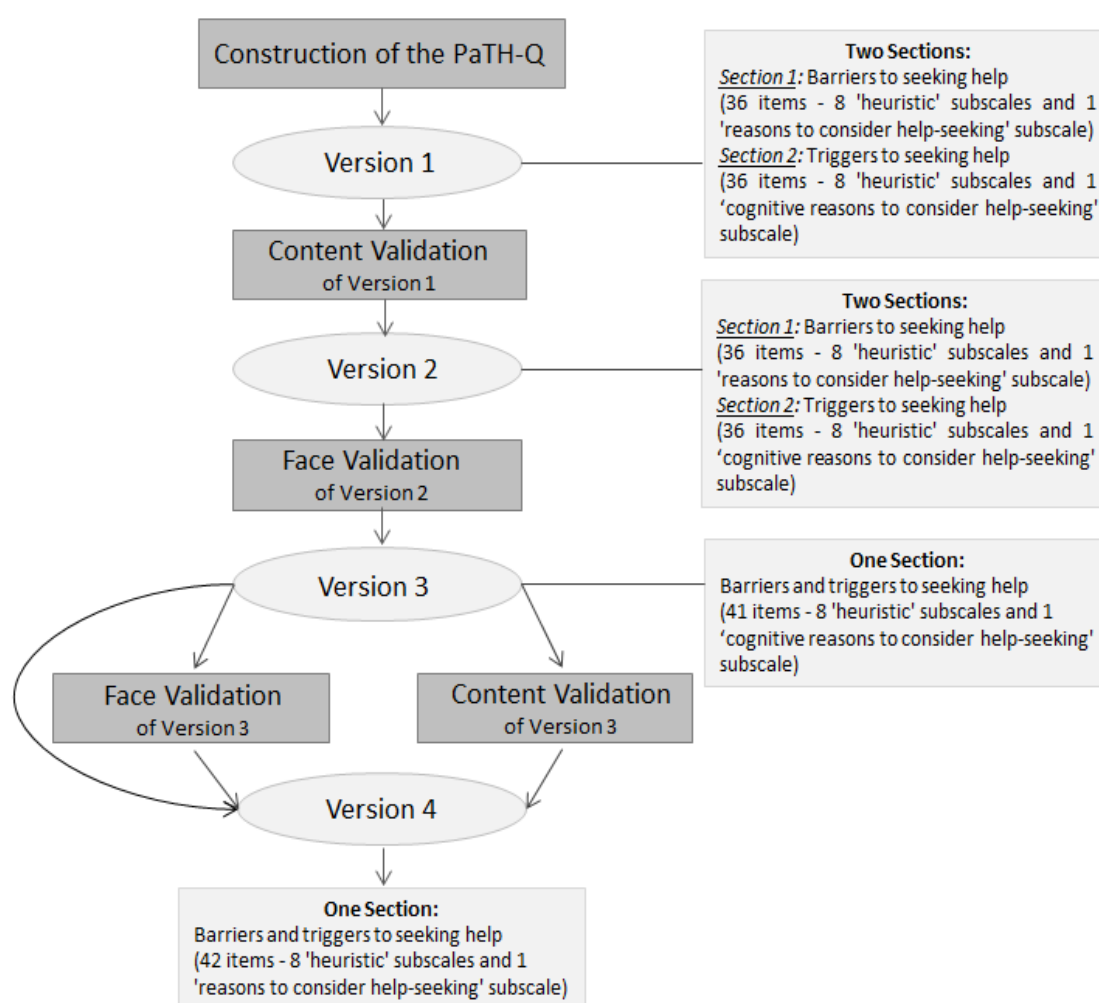 Construction of the PaTH-Q
Two Sections:
Section 1: Barriers to seeking help
(36 items - 8 'heuristic' subscales and 1
'reasons to consider help-seeking' subscale)
Section 2: Triggers to seeking help
(36 items - 8 'heuristic' subscales and 1
‘cognitive reasons to consider help-seeking'
subscale)
Version 1
Content Validation
of Version 1
Two Sections:
Section 1: Barriers to seeking help
(36 items - 8 'heuristic' subscales and 1
'reasons to consider help-seeking' subscale)
Section 2: Triggers to seeking help
(36 items - 8 'heuristic' subscales and 1
‘cognitive reasons to consider help-seeking'
subscale)
Version 2
Face Validation
of Version 2
One Section:
Barriers and triggers to seeking help
(41 items - 8 'heuristic' subscales and 1
‘cognitive reasons to consider help-seeking'
subscale)
Version 3
Face Validation
of Version 3
Content Validation
of Version 3
Version 4
One Section:
Barriers and triggers to seeking help
(42 items - 8 'heuristic' subscales and 1
'reasons to consider help-seeking' subscale)